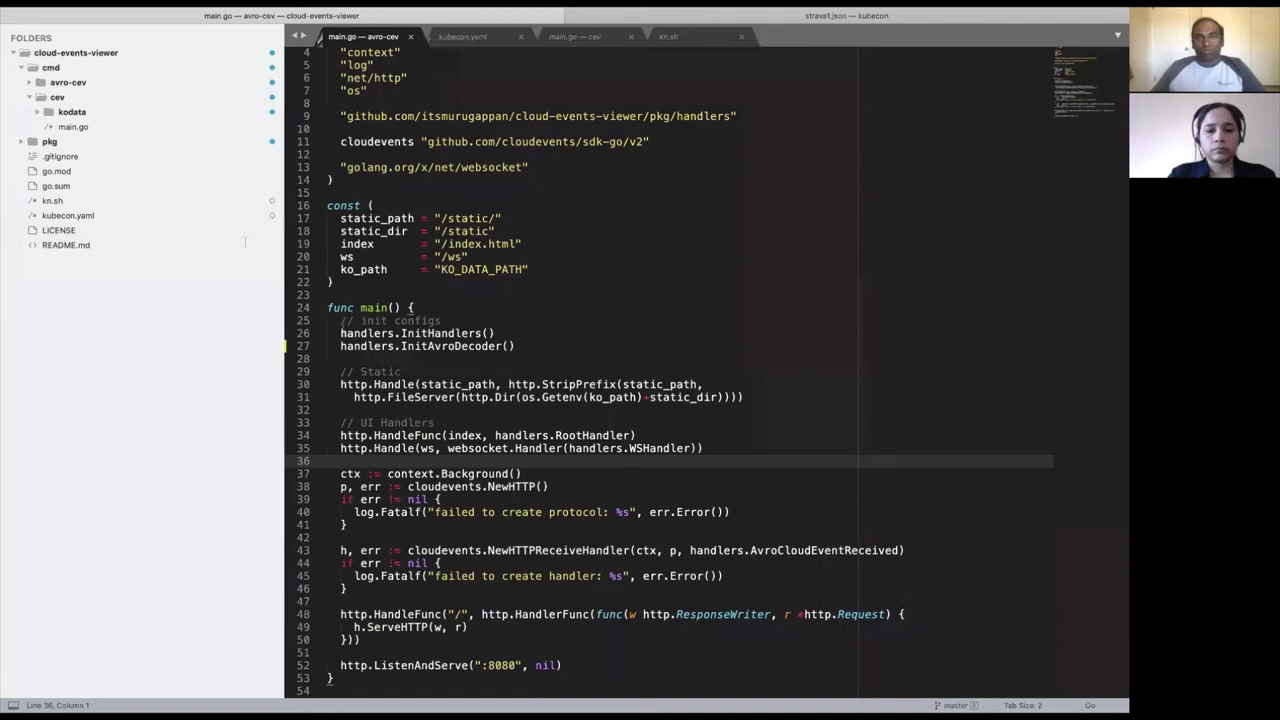 main.go — avro-cev — cloud-events-viewer
strava1.json — kubecon
FOLDERS
cloud-events-viewer
cmd
avro-cev
cev
kodata
main.go
pkg
.gitignore
go.mod
go.sum
kn.sh
kubecon.yaml
LICENSE
README.md
main.go — avro-cev
kubecon.yaml
main.go — cev
kn.sh
4 "context"
5 "log"
6 "net/http"
7 "os"
8
9 "github.com/itsmurugappan/cloud-events-viewer/pkg/handlers"
10
11 cloudevents "github.com/cloudevents/sdk-go/v2"
12
13 "golang.org/x/net/websocket"
14 )
15
16 const (
17 static_path = "/static/"
18 static_dir = "/static"
19 index = "/index.html"
20 ws = "/ws"
21 ko_path = "KO_DATA_PATH"
22 )
23
24 func main() {
25 // init configs
26 handlers.InitHandlers()
27 handlers.InitAvroDecoder()
28
29 // Static
30 http.Handle(static_path, http.StripPrefix(static_path,
31 http.FileServer(http.Dir(os.Getenv(ko_path)+static_dir))))
32
33 // UI Handlers
34 http.HandleFunc(index, handlers.RootHandler)
35 http.Handle(ws, websocket.Handler(handlers.WSHandler))
36
37 ctx := context.Background()
38 p, err := cloudevents.NewHTTP()
39 if err != nil {
40 log.Fatalf("failed to create protocol: %s", err.Error())
41 }
42
43 h, err := cloudevents.NewHTTPReceiveHandler(ctx, p, handlers.AvroCloudEventReceived)
44 if err != nil {
45 log.Fatalf("failed to create handler: %s", err.Error())
46 }
47
48 http.HandleFunc("/", http.HandlerFunc(func(w http.ResponseWriter, r *http.Request) {
49 h.ServeHTTP(w, r)
50 }))
51
52 http.ListenAndServe(":8080", nil)
53 }
54
Line 36, Column 1
master
Tab Size: 2
Go